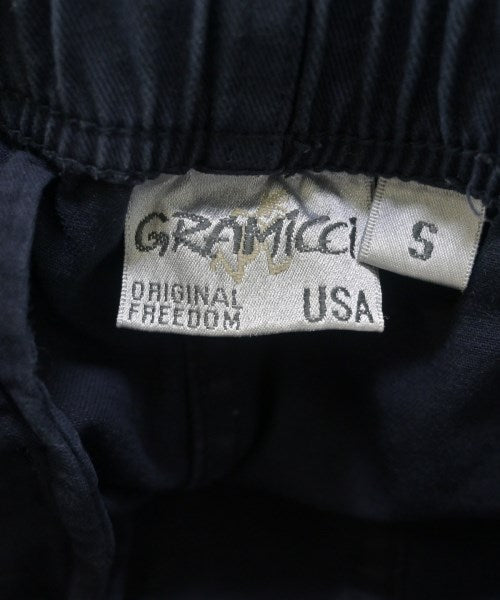 GRAMICCi
S
ORIGINAL
FREEDOM
USA